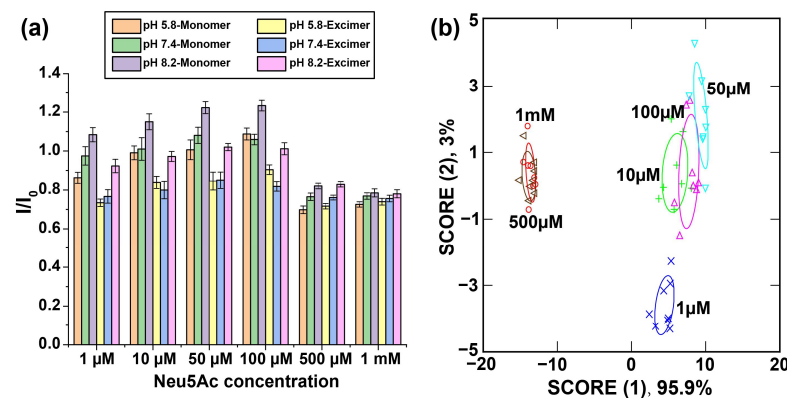 (a)
pH 5.8-Monomer
pH 5.8-Excimer
pH 7.4-Monomer
pH 7.4-Excimer
pH 8.2-Monomer
pH 8.2-Excimer
1.4
1.2
1.0
0.8
0.6
0.4
0.2
0.0
I/I0
1 µM
10 µM
50 µM
100 µM
500 µM
1 mM
Neu5Ac concentration
(b)
5
3
1
−1
−3
−5
SCORE (2), 3%
1mM
500µM
100µM
50µM
10µM
1µM
−20
−10
0
10
20
SCORE (1), 95.9%